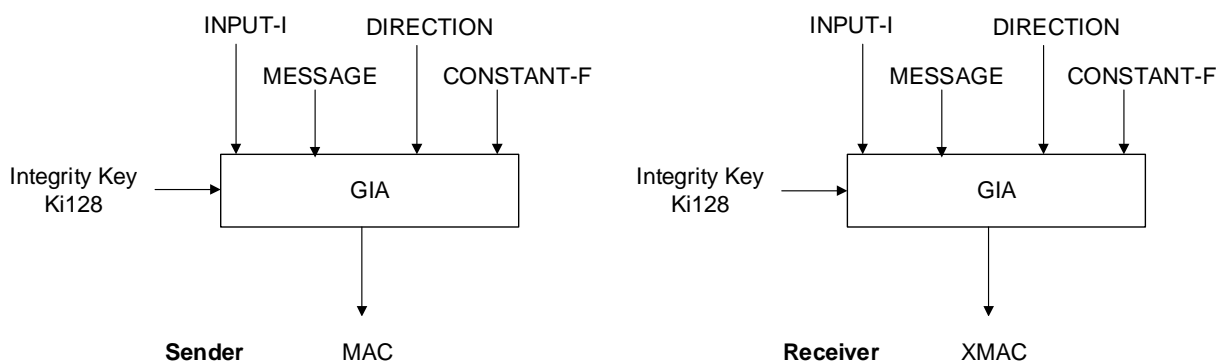 INPUT-I DIRECTION
MESSAGE CONSTANT-F
Integrity Key
Ki128
GIA
Sender MAC
INPUT-I DIRECTION
MESSAGE CONSTANT-F
Integrity Key
Ki128
GIA
Receiver XMAC